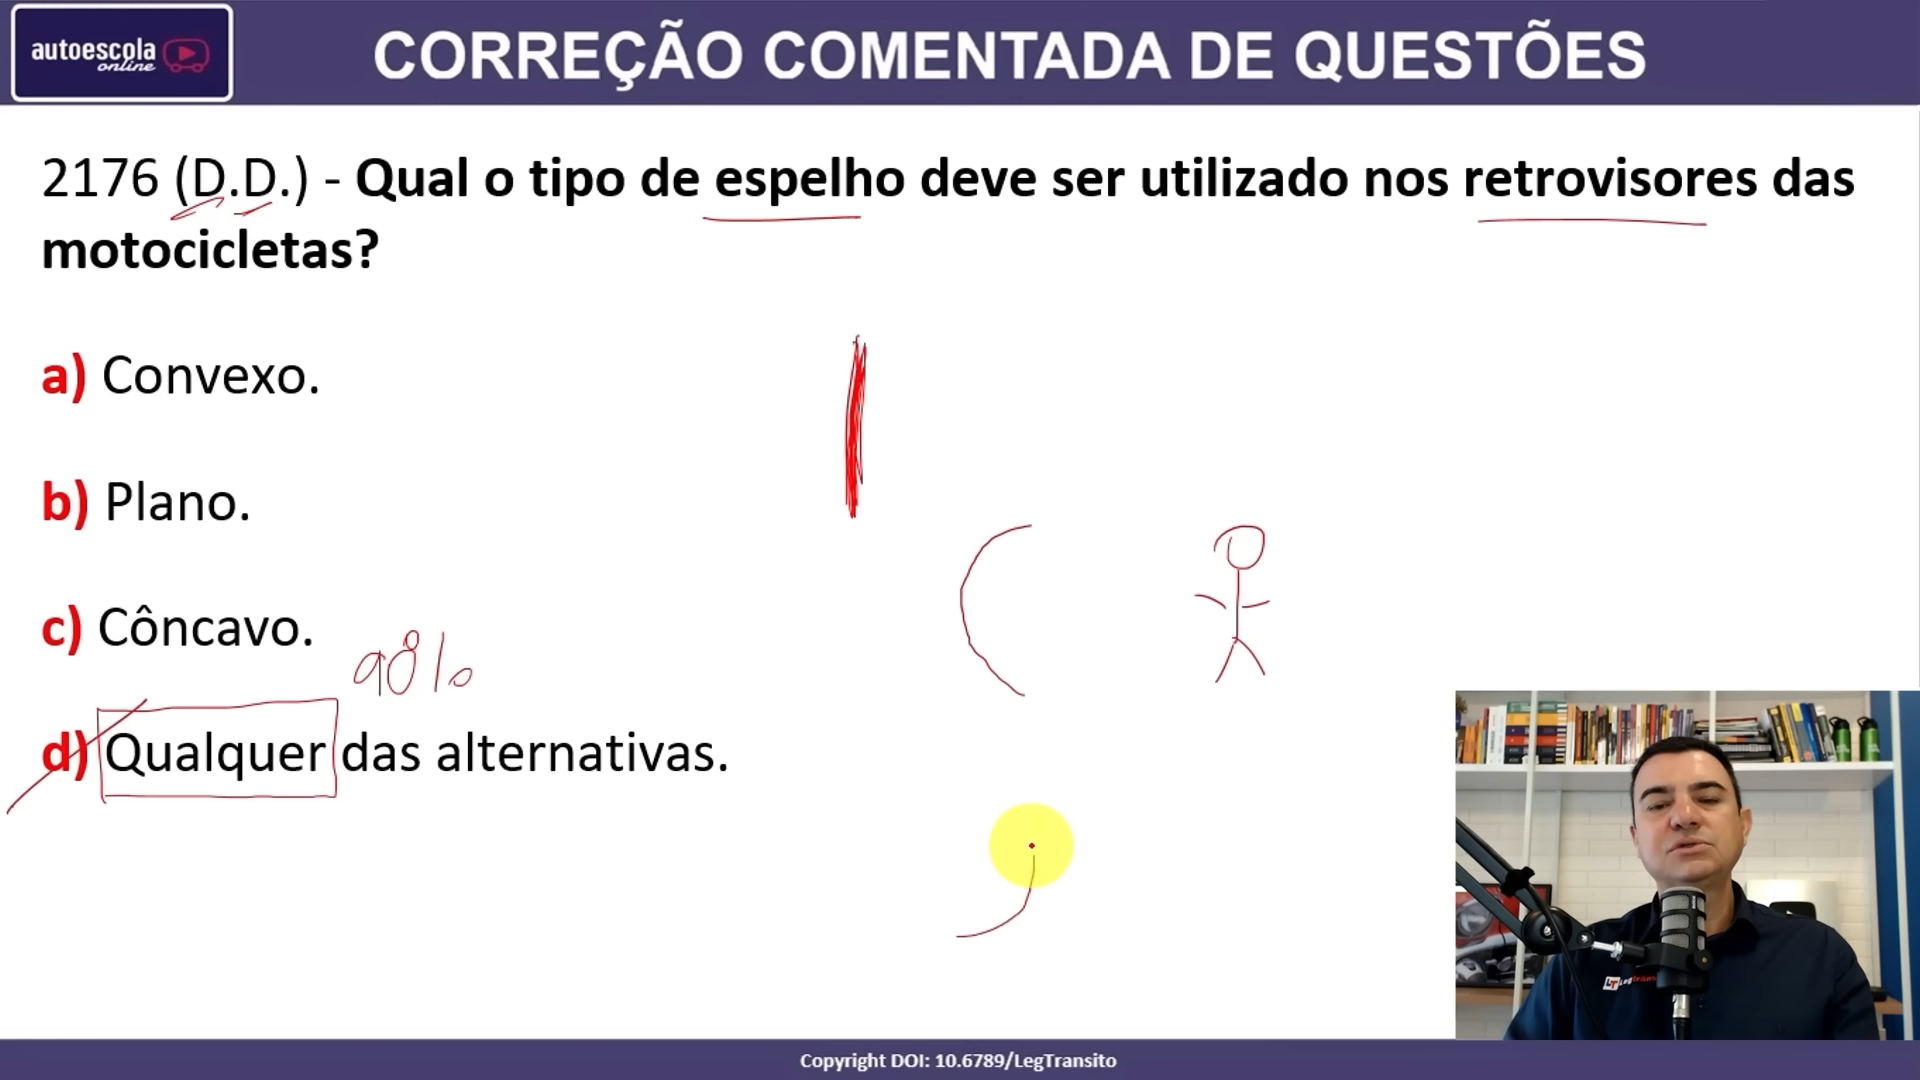 autoescola
online
CORREÇÃO COMENTADA DE QUESTÕES
2176 (D.D.) - Qual o tipo de espelho deve ser utilizado nos retrovisores das
motocicletas?
a) Convexo.
b) Plano.
c) Côncavo.
90%
d) Qualquer das alternativas.
Copyright DOI: 10.6789/LegTransito